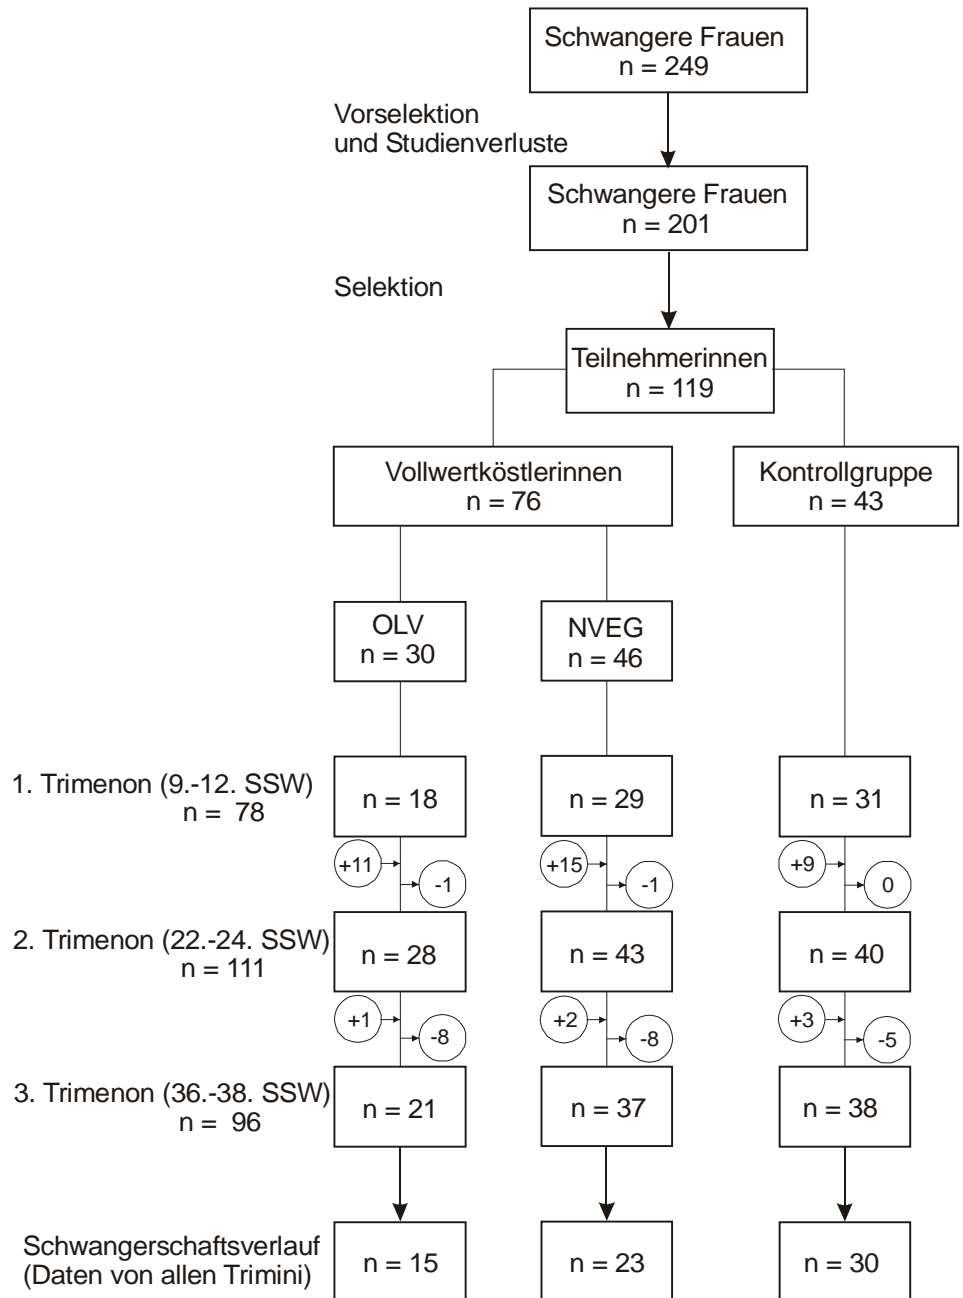 Schwangere Frauen
n = 249
Vorselektion
und Studienverluste
Schwangere Frauen
n = 201
Selektion
Teilnehmerinnen
n = 119
Vollwertköstlerinnen
n = 76
Kontrollgruppe
n = 43
OLV
n = 30
NVEG
n = 46
1. Trimenon (9.-12. SSW)
n = 78
n = 18
n = 29
n = 31
+11
-1
+15
-1
+9
0
2. Trimenon (22.-24. SSW)
n = 111
n = 28
n = 43
n = 40
+1
-8
+2
-8
+3
-5
3. Trimenon (36.-38. SSW)
n = 96
n = 21
n = 37
n = 38
Schwangerschaftsverlauf
(Daten von allen Trimini)
n = 15
n = 23
n = 30